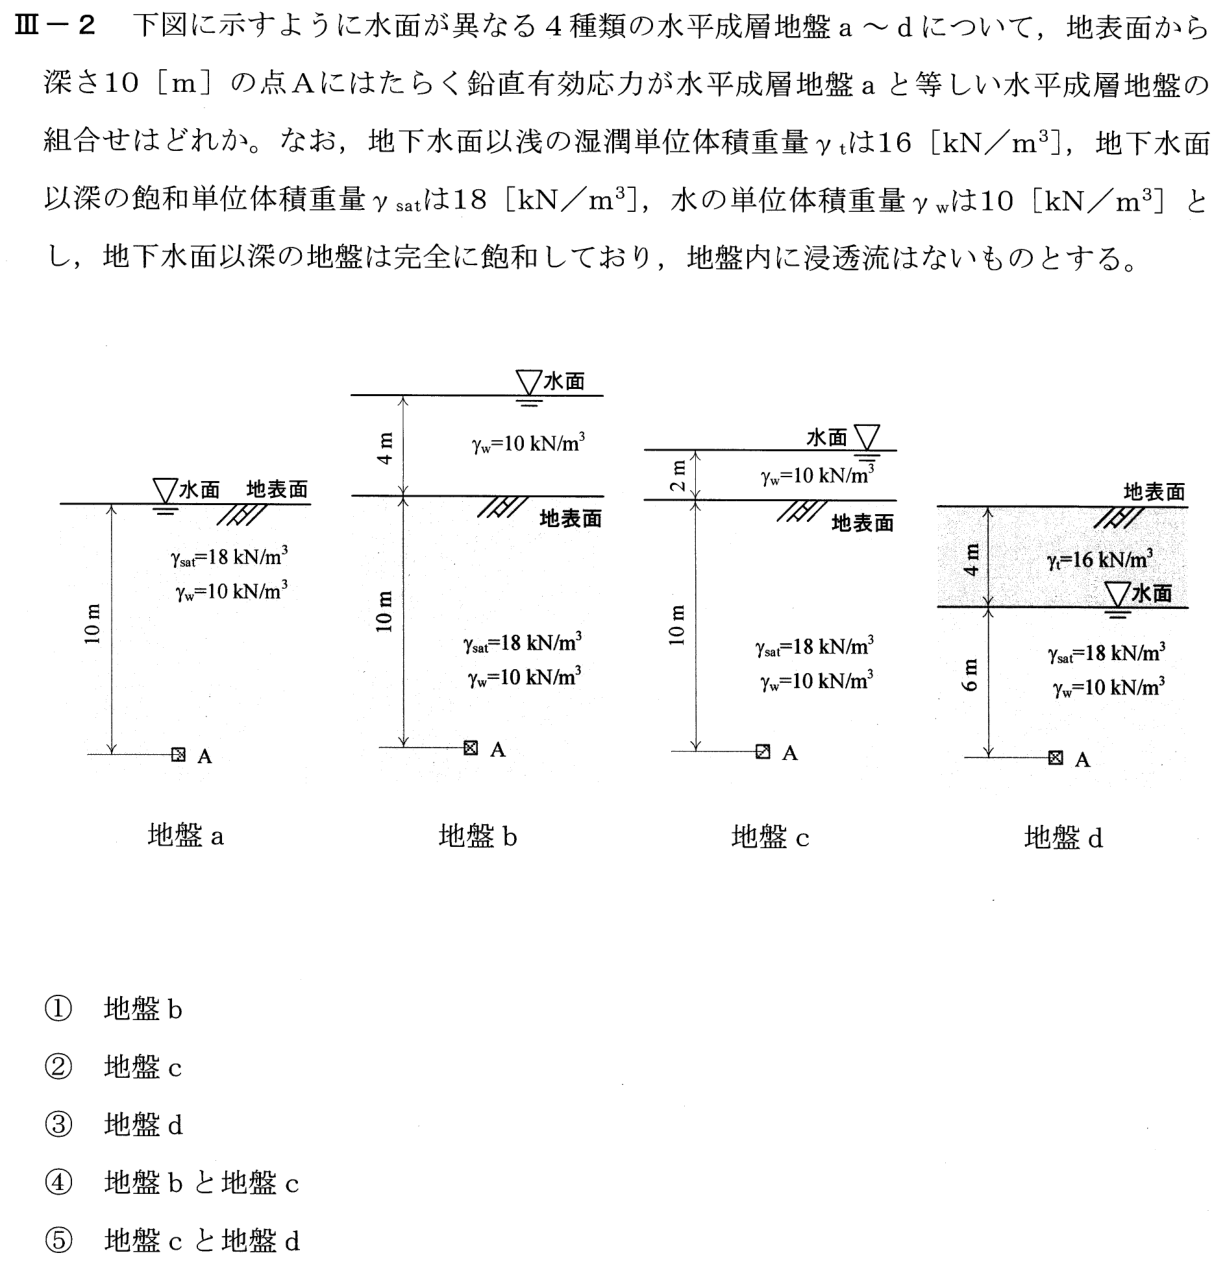 Ⅲ－2　下図に示すように水面が異なる4種類の水平成層地盤a～dについて，地表面から
深さ10［m］の点Aにはたらく鉛直有効応力が水平成層地盤aと等しい水平成層地盤の
組合せはどれか。なお，地下水面以浅の湿潤単位体積重量γtは16［kN／m³］，地下水面
以深の飽和単位体積重量γsatは18［kN／m³］，水の単位体積重量γwは10［kN／m³］と
し，地下水面以深の地盤は完全に飽和しており，地盤内に浸透流はないものとする。
水面　地表面
γsat=18 kN/m³
γw=10 kN/m³
10 m
A
地盤a
水面
4 m
γw=10 kN/m³
地表面
10 m
γsat=18 kN/m³
γw=10 kN/m³
A
地盤b
水面
2 m
γw=10 kN/m³
地表面
10 m
γsat=18 kN/m³
γw=10 kN/m³
A
地盤c
地表面
4 m
γt=16 kN/m³
水面
6 m
γsat=18 kN/m³
γw=10 kN/m³
A
地盤d
①　地盤b
②　地盤c
③　地盤d
④　地盤bと地盤c
⑤　地盤cと地盤d